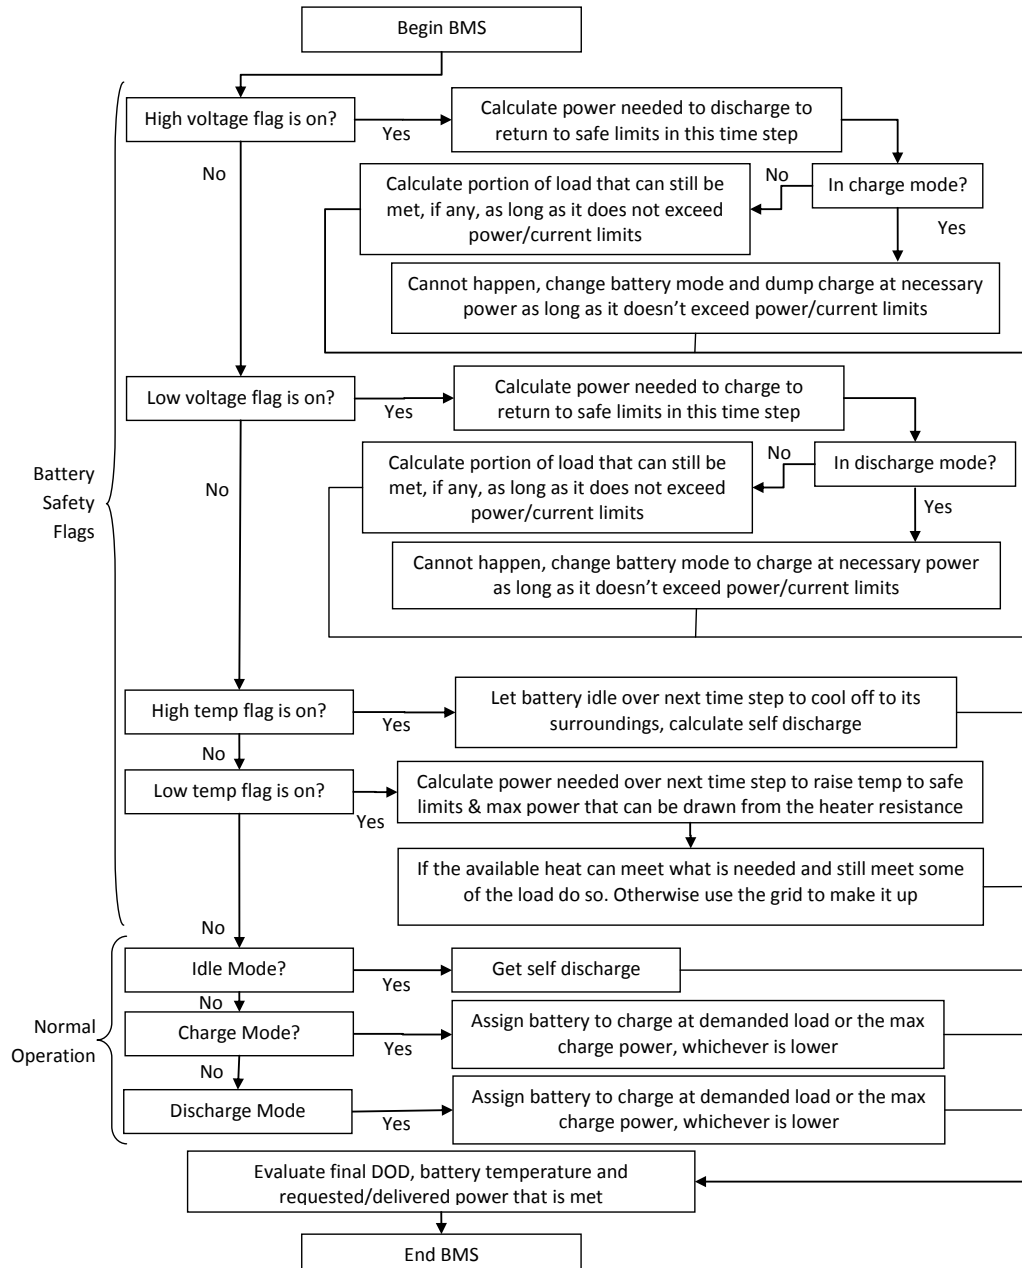 Begin BMS
High voltage flag is on?
Yes
Calculate power needed to discharge to
return to safe limits in this time step
No
No
In charge mode?
Calculate portion of load that can still be
met, if any, as long as it does not exceed
power/current limits
Yes
Cannot happen, change battery mode and dump charge at necessary
power as long as it doesn’t exceed power/current limits
Low voltage flag is on?
Yes
Calculate power needed to charge to
return to safe limits in this time step
No
No
In discharge mode?
Calculate portion of load that can still be
met, if any, as long as it does not exceed
power/current limits
Yes
Battery
Safety
Flags
Cannot happen, change battery mode to charge at necessary power
as long as it doesn’t exceed power/current limits
High temp flag is on?
Yes
Let battery idle over next time step to cool off to its
surroundings, calculate self discharge
No
Low temp flag is on?
Yes
Calculate power needed over next time step to raise temp to safe
limits & max power that can be drawn from the heater resistance
If the available heat can meet what is needed and still meet some
of the load do so. Otherwise use the grid to make it up
No
Idle Mode?
Yes
Get self discharge
No
Normal
Operation
Charge Mode?
Yes
Assign battery to charge at demanded load or the max
charge power, whichever is lower
No
Discharge Mode
Yes
Assign battery to charge at demanded load or the max
charge power, whichever is lower
Evaluate final DOD, battery temperature and
requested/delivered power that is met
End BMS